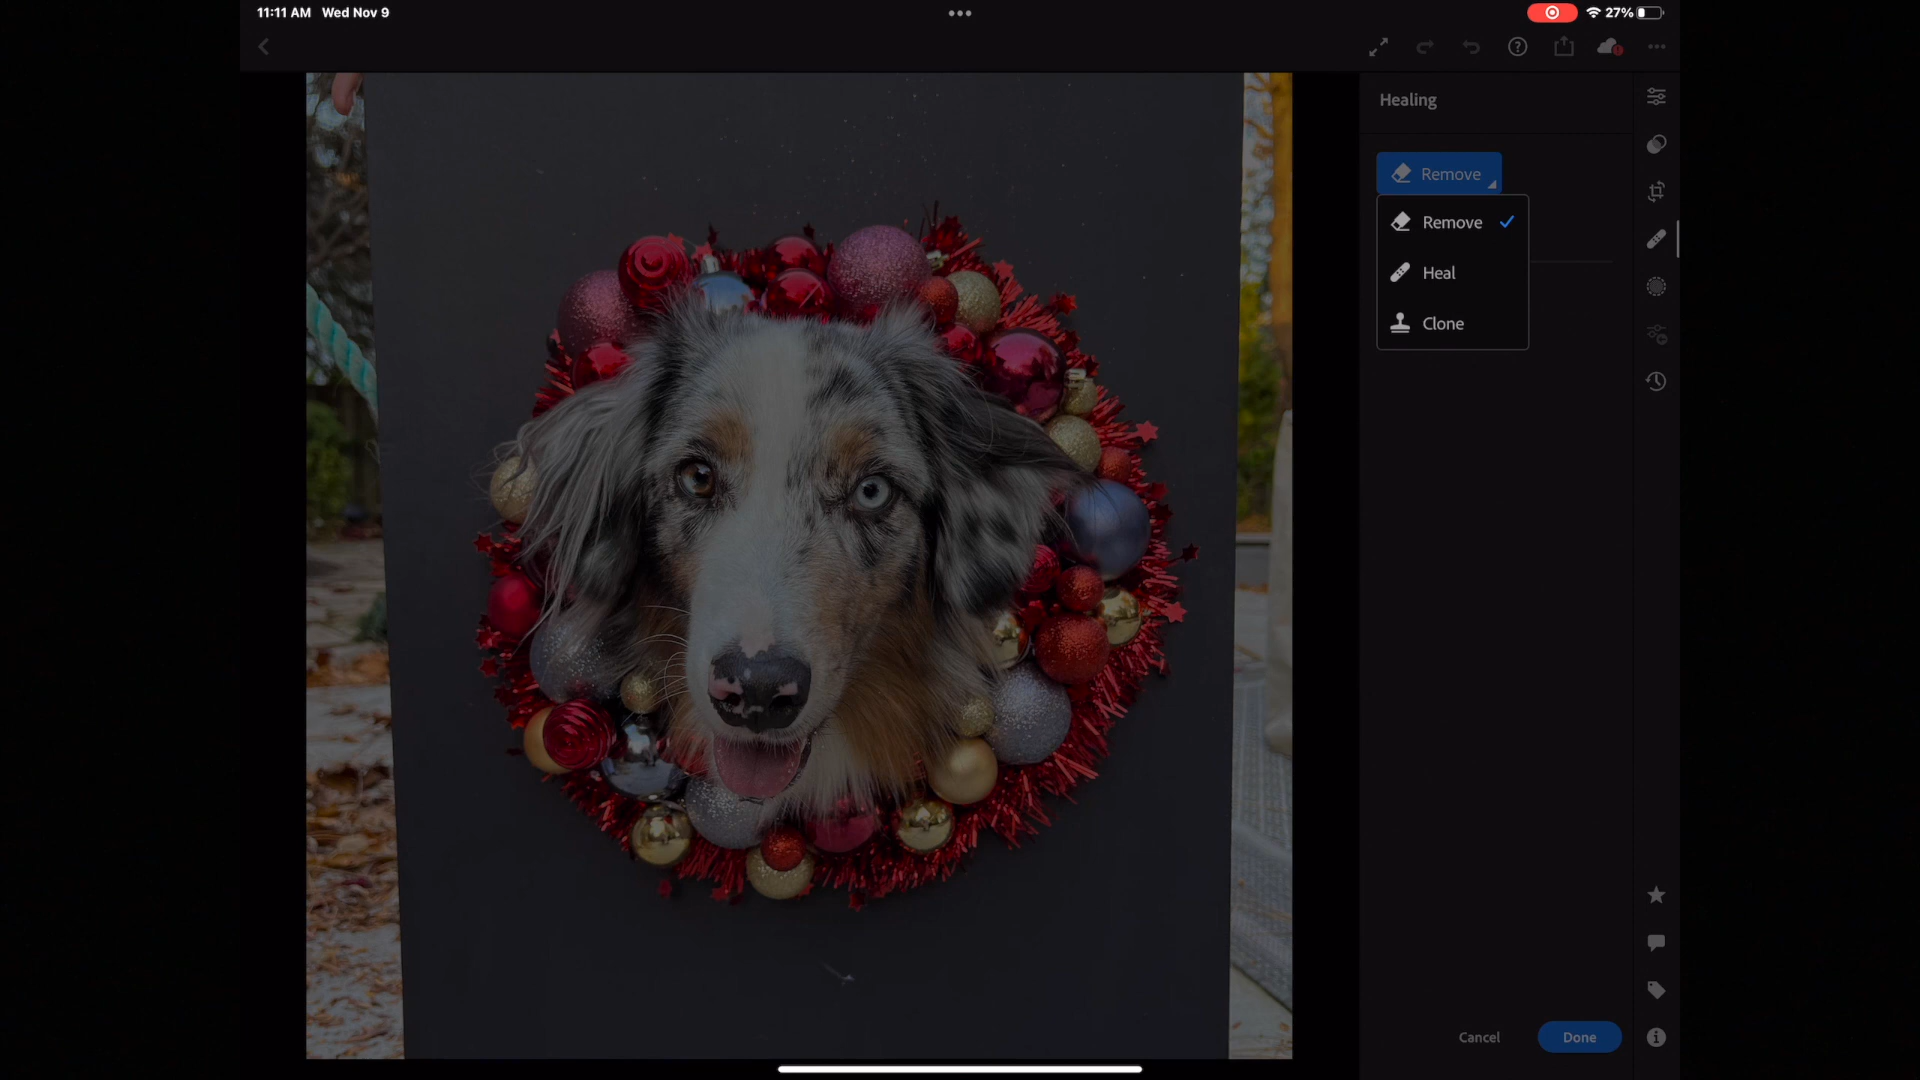 11:11 AM Wed Nov 9
27%
Healing
Remove
Remove
Heal
Clone
Cancel
Done